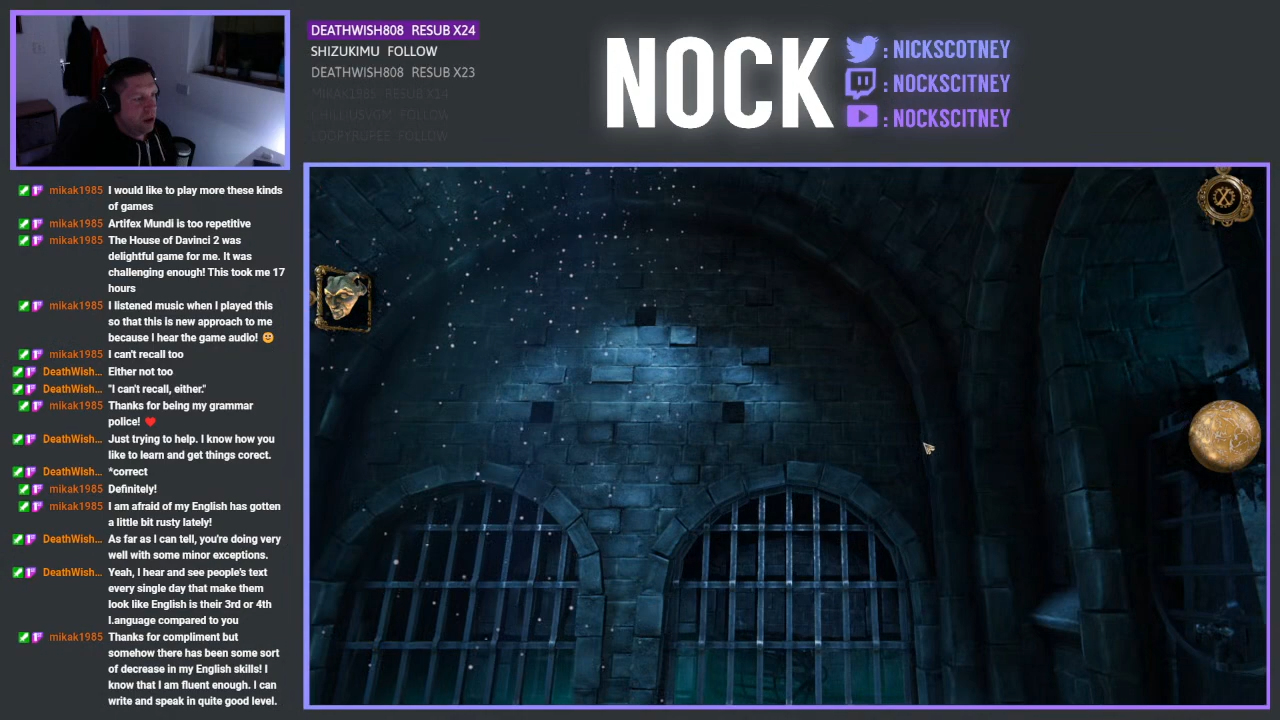 DEATHWISH808 RESUB X24
SHIZUKIMU FOLLOW
DEATHWISH808 RESUB X23
MIKAK1985 RESUB X14
NOCK
: NICKSCOTNEY
: NOCKSCITNEY
: NOCKSCITNEY
mikak1985 I would like to play more these kinds
of games
mikak1985 Artifex Mundi is too repetitive
mikak1985 The House of Davinci 2 was
delightful game for me. It was
challenging enough! This took me 17
hours
mikak1985 I listened music when I played this
so that this is new approach to me
because I hear the game audio! 🙂
mikak1985 I can't recall too
DeathWish... Either not too
DeathWish... "I can't recall, either."
mikak1985 Thanks for being my grammar
police! ♥
DeathWish... Just trying to help. I know how you
like to learn and get things corect.
DeathWish... *correct
mikak1985 Definitely!
mikak1985 I am afraid of my English has gotten
a little bit rusty lately!
DeathWish... As far as I can tell, you're doing very
well with some minor exceptions.
DeathWish... Yeah, I hear and see people's text
every single day that make them
look like English is their 3rd or 4th
l.anguage compared to you
mikak1985 Thanks for compliment but
somehow there has been some sort
of decrease in my English skills! I
know that I am fluent enough. I can
write and speak in quite good level.